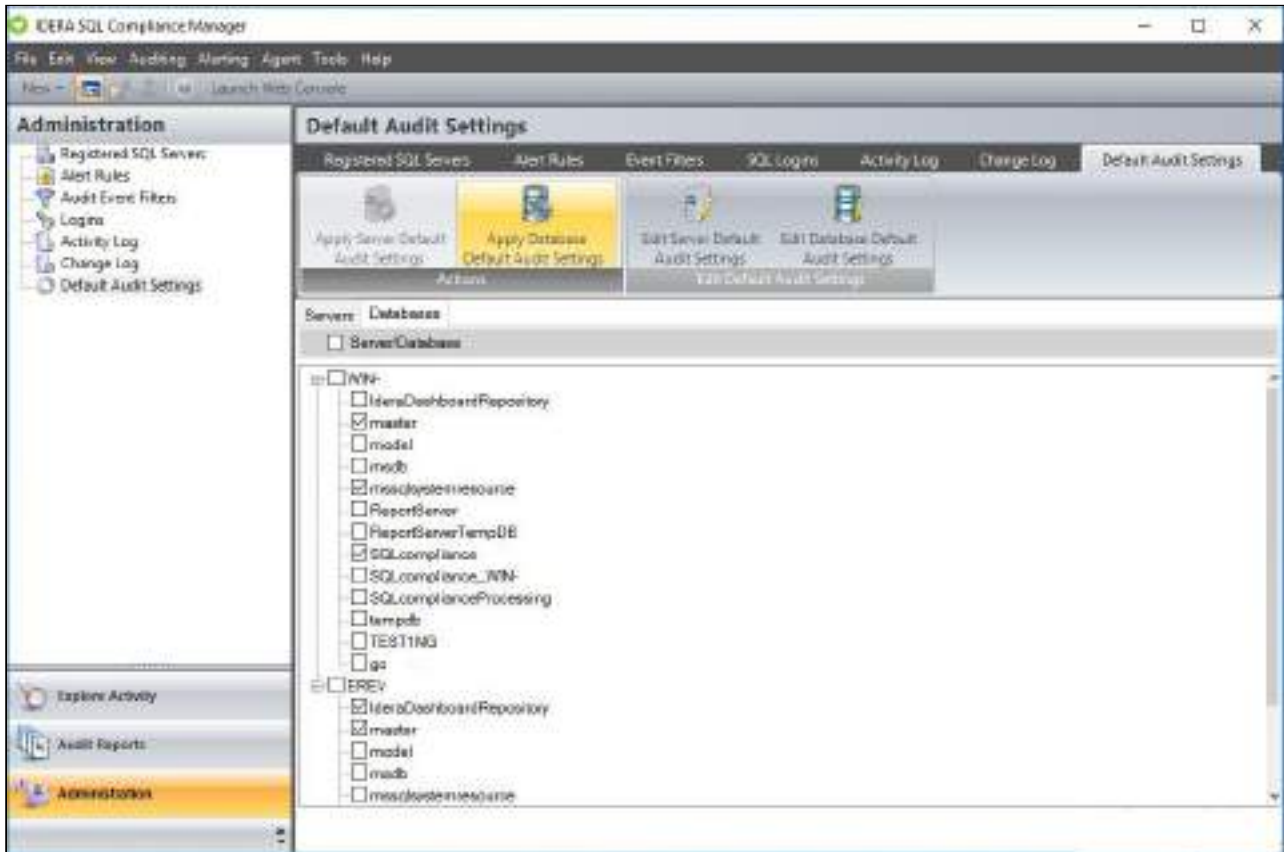 IDERA SQL Compliance Manager
File Edit View Auditing Alerting Agent Tools Help
New Launch Web Console
Administration
Registered SQL Servers
Alert Rules
Audit Event Filters
Logins
Activity Log
Change Log
Default Audit Settings
Explore Activity
Audit Reports
Administration
Default Audit Settings
Registered SQL Servers Alert Rules Event Filters SQL Logins Activity Log Change Log Default Audit Settings
Apply Server Default Audit Settings
Apply Database Default Audit Settings
Edit Server Default Audit Settings
Edit Database Default Audit Settings
Actions
Edit Default Audit Settings
Servers Databases
Server/Database
WIN-
IderaDashboardRepository
master
model
msdb
mssqlsystemresource
ReportServer
ReportServerTempDB
SQLcompliance
SQLcompliance_WIN-
SQLcomplianceProcessing
tempdb
TEST1NG
EREV
IderaDashboardRepository
master
model
msdb
mssqlsystemresource